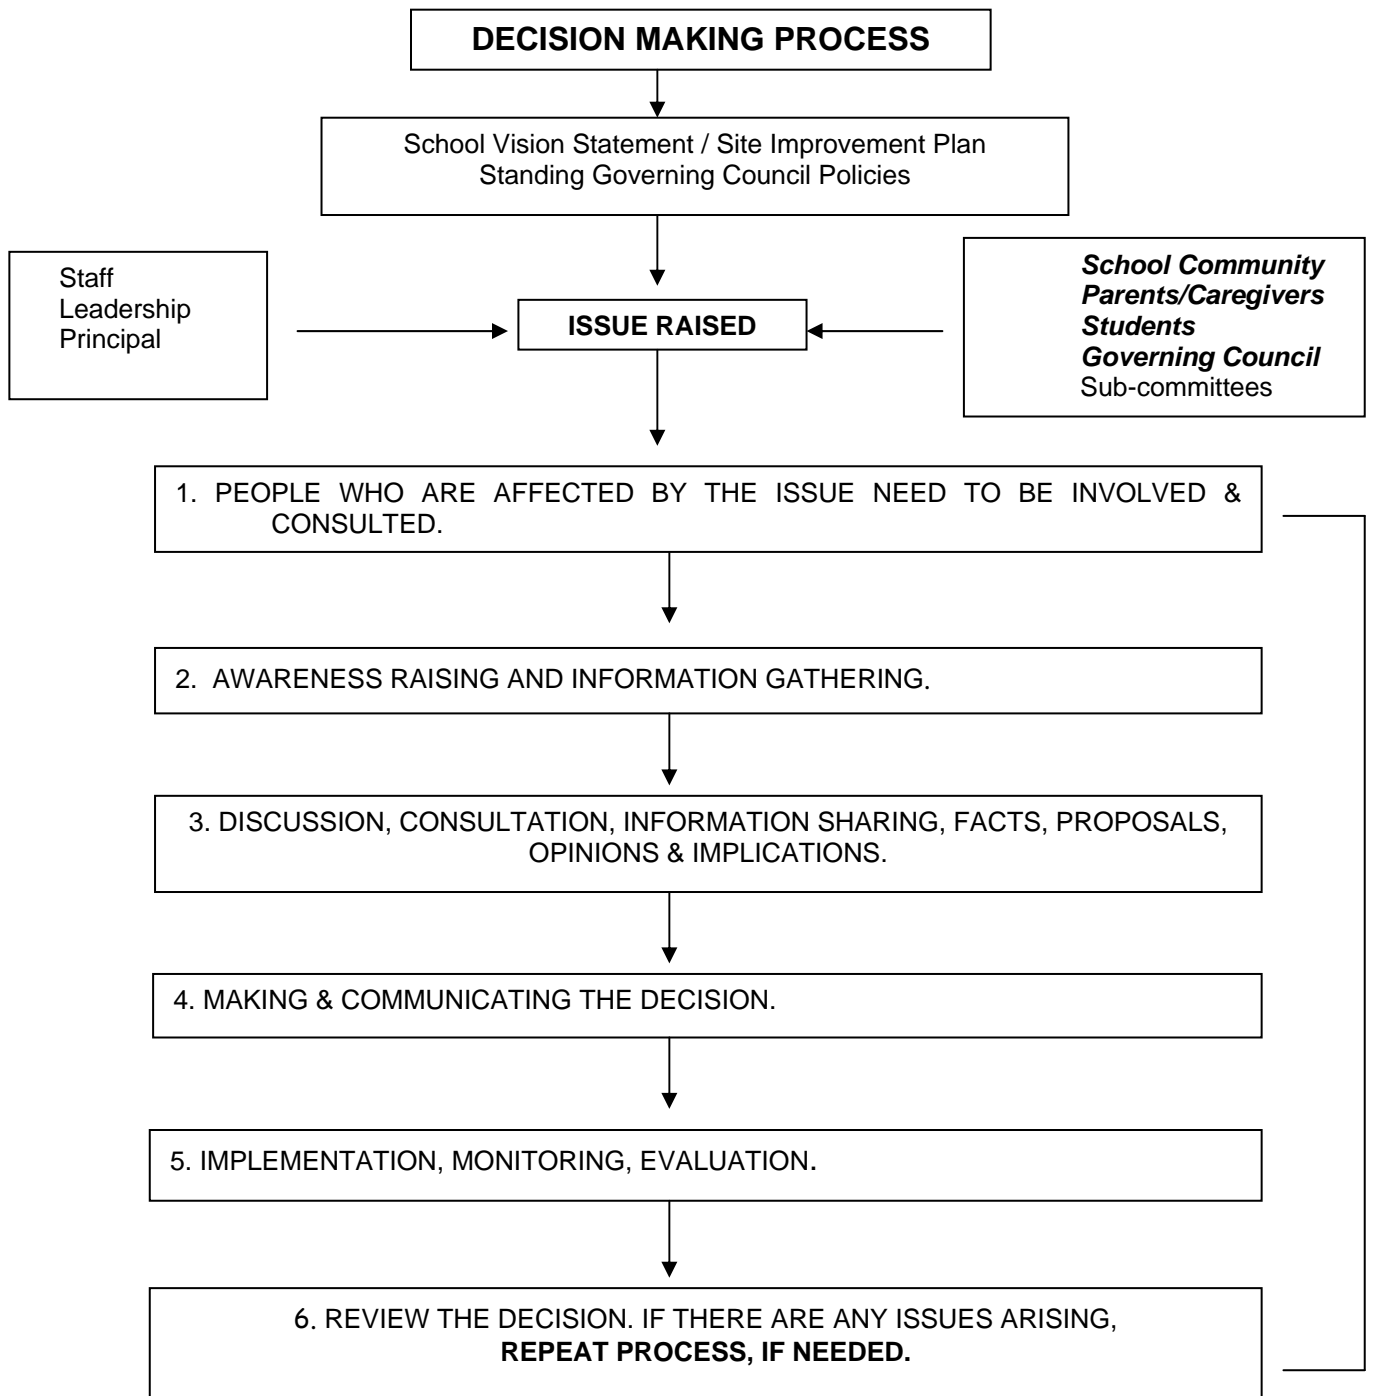 DECISION MAKING PROCESS
School Vision Statement / Site Improvement Plan
Standing Governing Council Policies
Staff
Leadership
Principal
ISSUE RAISED
School Community
Parents/Caregivers
Students
Governing Council
Sub-committees
1. PEOPLE WHO ARE AFFECTED BY THE ISSUE NEED TO BE INVOLVED &
CONSULTED.
2. AWARENESS RAISING AND INFORMATION GATHERING.
3. DISCUSSION, CONSULTATION, INFORMATION SHARING, FACTS, PROPOSALS,
OPINIONS & IMPLICATIONS.
4. MAKING & COMMUNICATING THE DECISION.
5. IMPLEMENTATION, MONITORING, EVALUATION.
6. REVIEW THE DECISION. IF THERE ARE ANY ISSUES ARISING,
REPEAT PROCESS, IF NEEDED.